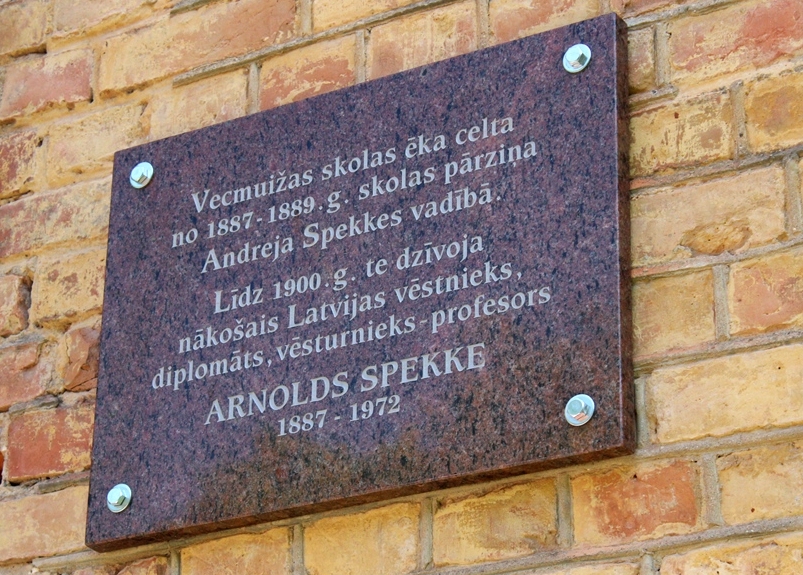 Vecmuižas skolas ēka celta
no 1887-1889.g. skolas pārziņa
Andreja Spekkes vadībā.
Līdz 1900.g. te dzīvoja
nākošais Latvijas vēstnieks,
diplomāts, vēsturnieks-profesors
ARNOLDS SPEKKE
1887 - 1972